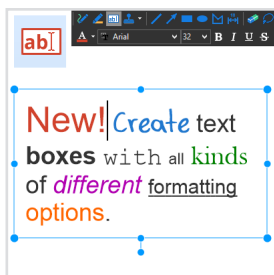 ab
A Arial 32 B I U S
New! Create text
boxes with all kinds
of different formatting
options.